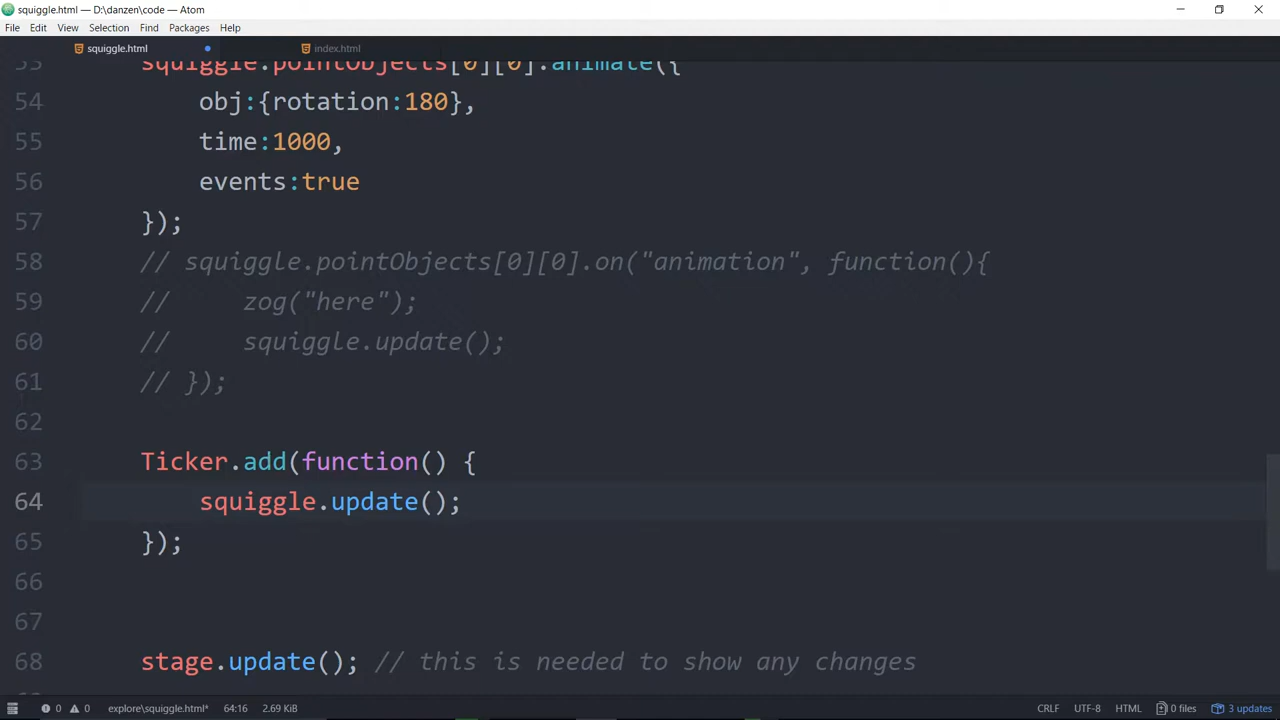 squiggle.html — D:\danzen\code — Atom
File Edit View Selection Find Packages Help
squiggle.html index.html
53 squiggle.pointObjects[0][0].animate({
54 obj:{rotation:180},
55 time:1000,
56 events:true
57 });
58 // squiggle.pointObjects[0][0].on("animation", function(){
59 // zog("here");
60 // squiggle.update();
61 // });
62
63 Ticker.add(function() {
64 squiggle.update();
65 });
66
67
68 stage.update(); // this is needed to show any changes
0 0 explore\squiggle.html* 64:16 2.69 KiB CRLF UTF-8 HTML 0 files 3 updates